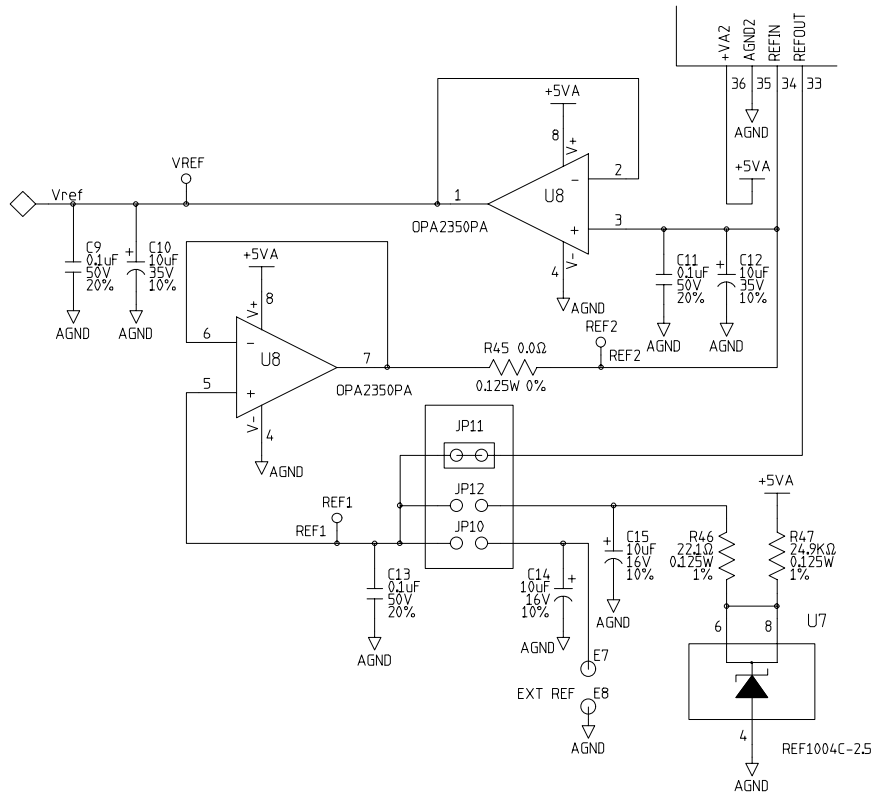 +VA2
AGND2
REFIN
REFOUT
36 35 34 33
AGND
+5VA
+5VA
8
V+
2
U8
1
3
OPA2350PA
V-
4
AGND
VREF
Vref
C9
0.1uF
50V
20%
AGND
C10
10uF
35V
10%
AGND
C11
0.1uF
50V
20%
AGND
C12
10uF
35V
10%
AGND
+5VA
8
V+
6
U8
7
5
OPA2350PA
V-
4
AGND
R45 0.0Ω
0.125W 0%
REF2
REF2
JP11
JP12
JP10
REF1
REF1
C13
0.1uF
50V
20%
AGND
C14
10uF
16V
10%
AGND
C15
10uF
16V
10%
AGND
+5VA
R46
22.1Ω
0.125W
1%
R47
24.9KΩ
0.125W
1%
6
8
U7
4
REF1004C-2.5
AGND
E7
EXT REF
E8
AGND